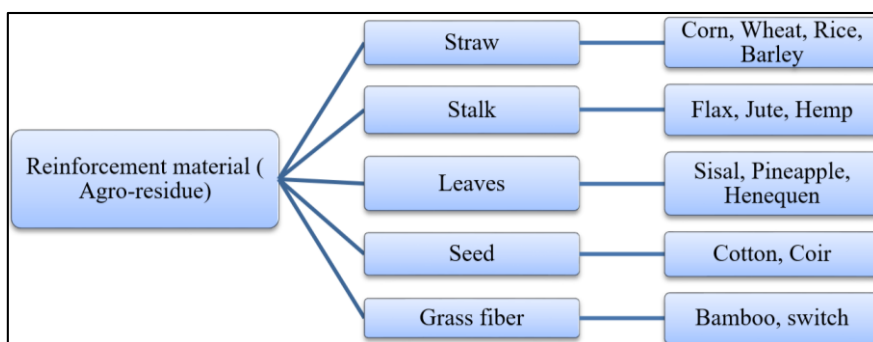 Straw
Corn, Wheat, Rice,
Barley
Stalk
Flax, Jute, Hemp
Reinforcement material (
Agro-residue)
Leaves
Sisal, Pineapple,
Henequen
Seed
Cotton, Coir
Grass fiber
Bamboo, switch